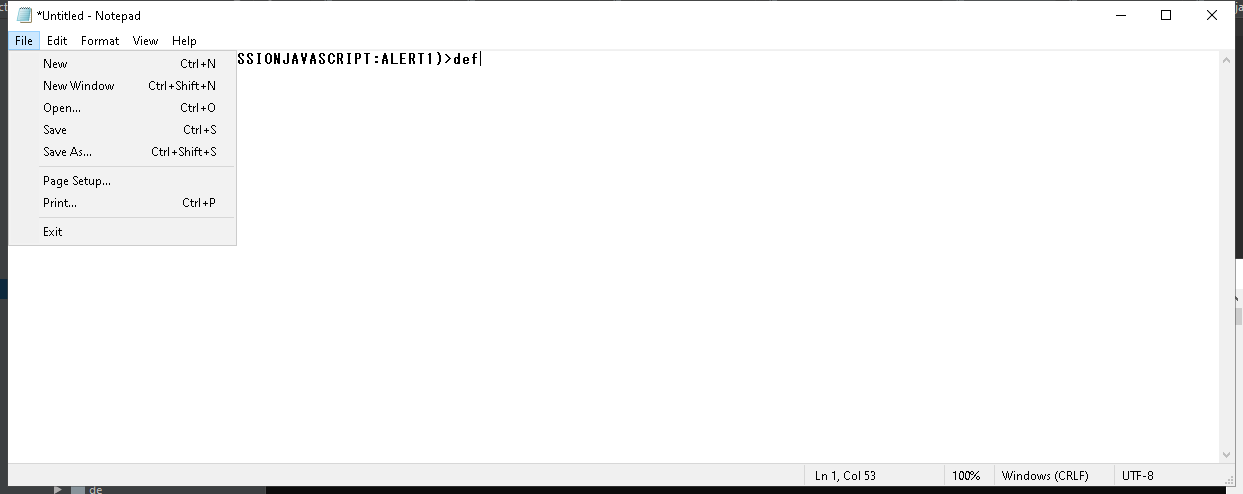 *Untitled - Notepad
File Edit Format View Help
SSIONJAVASCRIPT:ALERT1)>def
New Ctrl+N
New Window Ctrl+Shift+N
Open... Ctrl+O
Save Ctrl+S
Save As... Ctrl+Shift+S
Page Setup...
Print... Ctrl+P
Exit
Ln 1, Col 53 100% Windows (CRLF) UTF-8
de